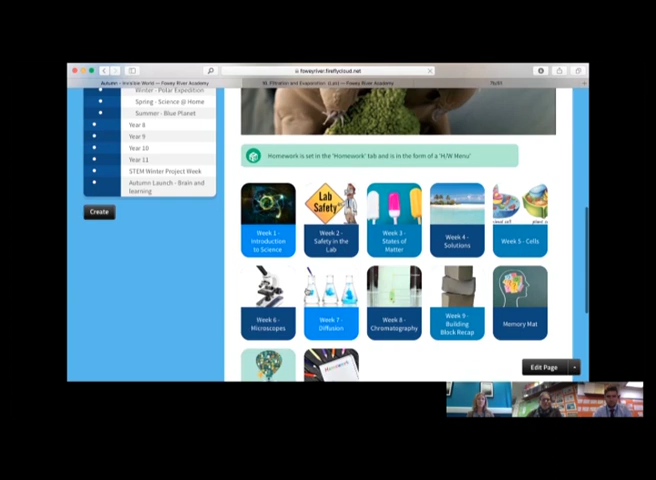 foweyriver.fireflycloud.net
Autumn - Invisible World — Fowey River Academy
Winter - Polar Expedition
Spring - Science @ Home
Summer - Blue Planet
Year 8
Year 9
Year 10
Year 11
STEM Winter Project Week
Autumn Launch - Brain and
learning
Create
Homework is set in the 'Homework' tab and is in the form of a 'H/W Menu'
Lab
Safety
Week 1 -
Introduction
to Science
Week 2 -
Safety in the
Lab
Week 3 -
States of
Matter
Week 4 -
Solutions
Week 5 - Cells
Week 6 -
Microscopes
Week 7 -
Diffusion
Week 8 -
Chromatography
Week 9 -
Building
Block Recap
Memory Mat
Homework
Edit Page